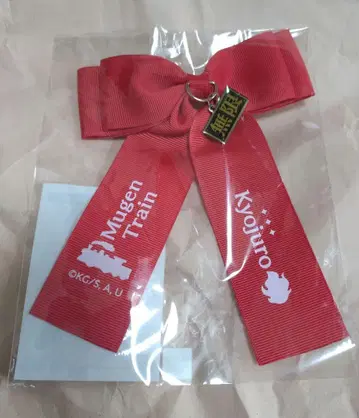 無限
Mugen
Train
©KG/S, A, U
Kyojuro